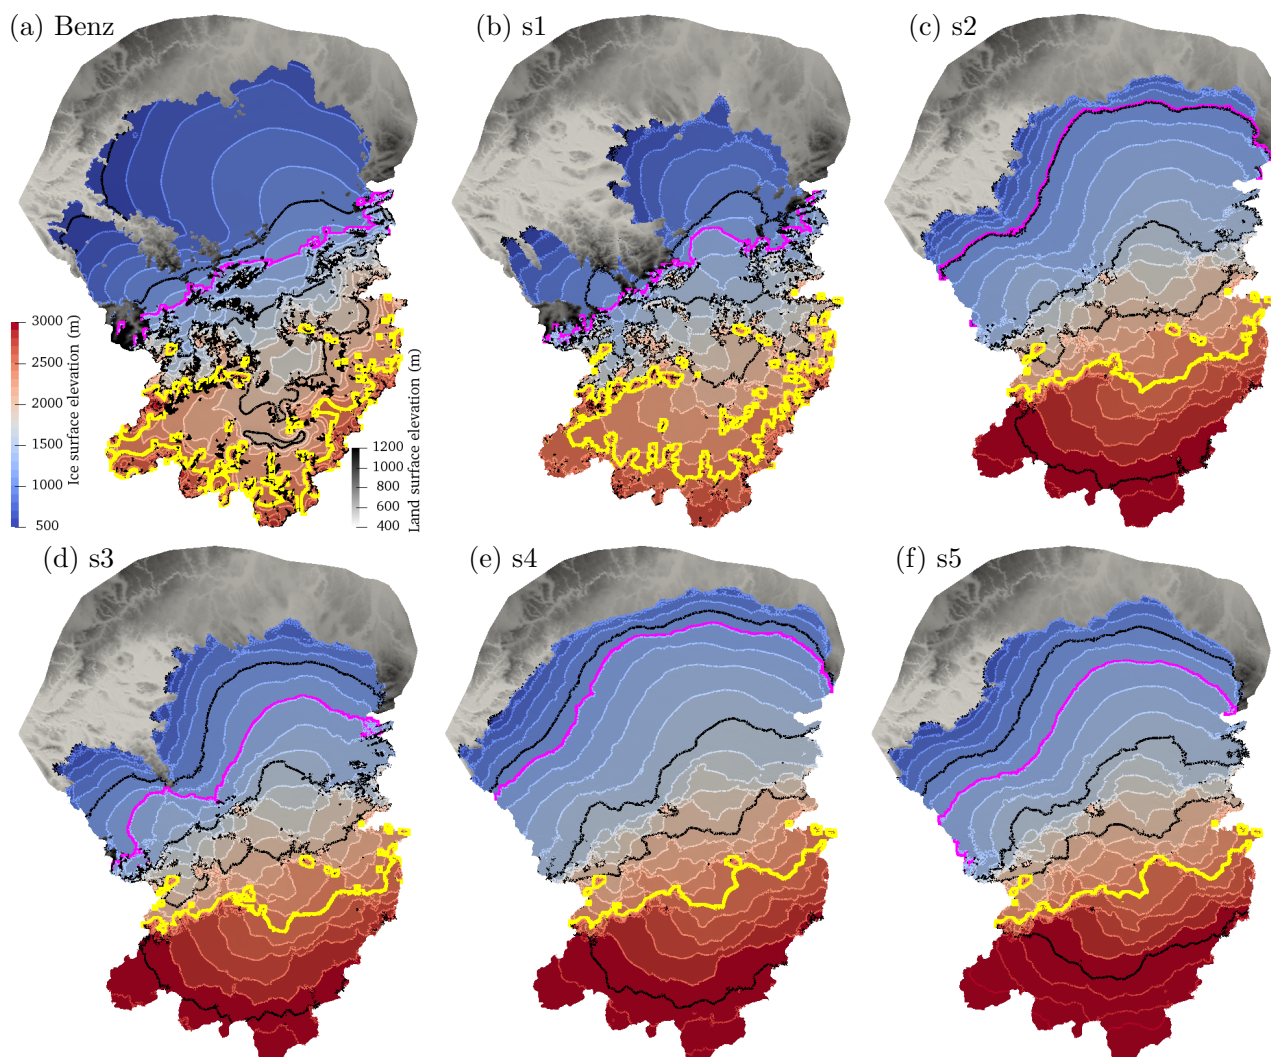 (a) Benz
(b) s1
(c) s2
3000
2500
2000
1500
1000
500
Ice surface elevation (m)
1200
1000
800
600
400
Land surface elevation (m)
(d) s3
(e) s4
(f) s5